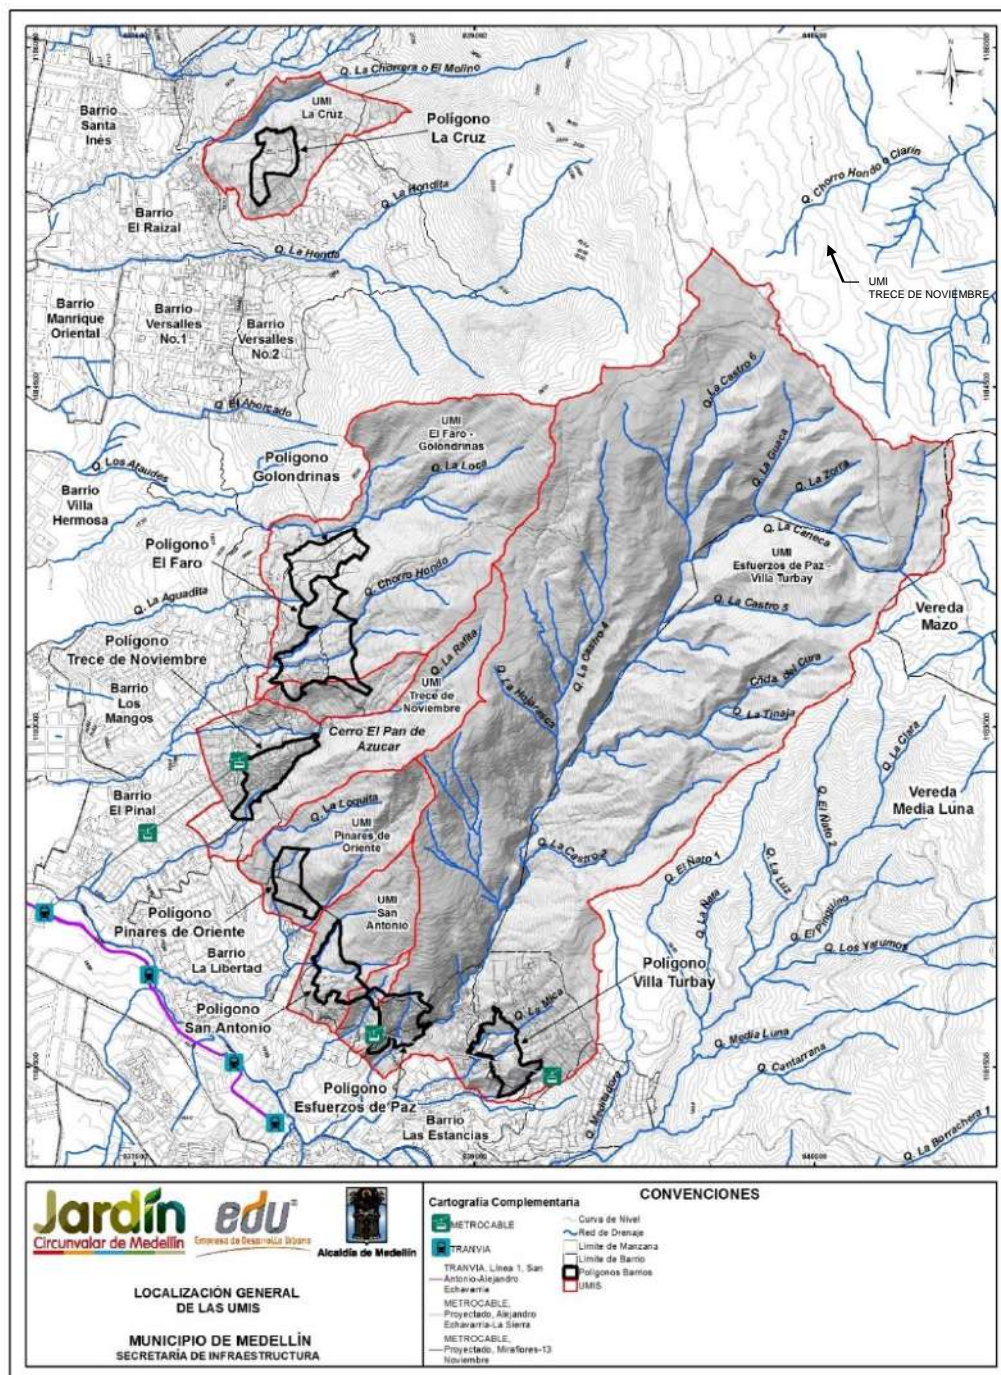 Q. La Chorrera o El Molino
UMI
La Cruz
Polígono
La Cruz
Barrio
Santa
Inés
Q. La Hondita
Q. Chorro Hondo o Clarín
Barrio
El Raizal
Q. La Honda
UMI
TRECE DE NOVIEMBRE
Barrio
Manrique
Oriental
Barrio
Versalles
No.1
Barrio
Versalles
No.2
Q. La Castro 6
Q. El Ahorcado
UMI
El Faro -
Golondrinas
Polígono
Golondrinas
Q. La Loca
Q. La Guaca
Q. La Zorra
Q. Los Ataudes
Barrio
Villa
Hermosa
Q. La Carieca
Polígono
El Faro
Q. Chorro Hondo
UMI
Esfuerzos de Paz -
Villa Turbay
Q. La Aguadita
Q. La Castro 5
Vereda
Mazo
Polígono
Trece de Noviembre
Q. La Rafita
Q. La Castro 4
UMI
Trece de
Noviembre
Q. La Hojarasca
Cñda. del Cura
Barrio
Los
Mangos
Q. La Tinaja
Cerro El Pan de
Azucar
Q. La Clara
Barrio
El Pinal
Vereda
Media Luna
Q. La Loquita
UMI
Pinares de
Oriente
Q. El Ñato 2
Q. La Castro 3
Q. El Ñato 1
Q. La Luz
Q. La Ñata
Q. El Pingüino
UMI
San
Antonio
Polígono
Pinares de Oriente
Q. Los Yarumos
Barrio
La Libertad
Polígono
Villa Turbay
Polígono
San Antonio
Q. La Mica
Q. Media Luna
Q. Cantarrana
Polígono
Esfuerzos de Paz
Barrio
Las Estancias
Q. La Borrachera 1
Jardín
Circunvalar de Medellín
edu
Empresa de Desarrollo Urbano
Alcaldía de Medellín
LOCALIZACIÓN GENERAL
DE LAS UMIS
MUNICIPIO DE MEDELLÍN
SECRETARÍA DE INFRAESTRUCTURA
CONVENCIONES
Cartografía Complementaria
METROCABLE
TRANVIA
TRANVIA, Línea 1, San
Antonio-Alejandro
Echavarría
METROCABLE,
Proyectado, Alejandro
Echavarría-La Sierra
METROCABLE,
Proyectado, Miraflores-13
Noviembre
Curva de Nivel
Red de Drenaje
Limite de Manzana
Limite de Barrio
Polígonos Barrios
UMIS